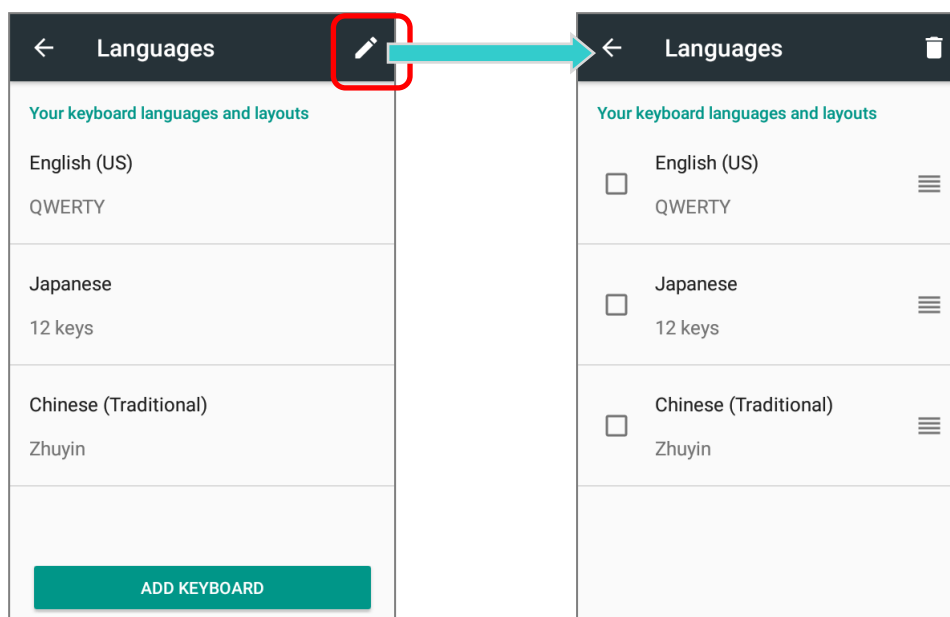 Languages
Your keyboard languages and layouts
English (US)
QWERTY
Japanese
12 keys
Chinese (Traditional)
Zhuyin
ADD KEYBOARD
Languages
Your keyboard languages and layouts
English (US)
QWERTY
Japanese
12 keys
Chinese (Traditional)
Zhuyin